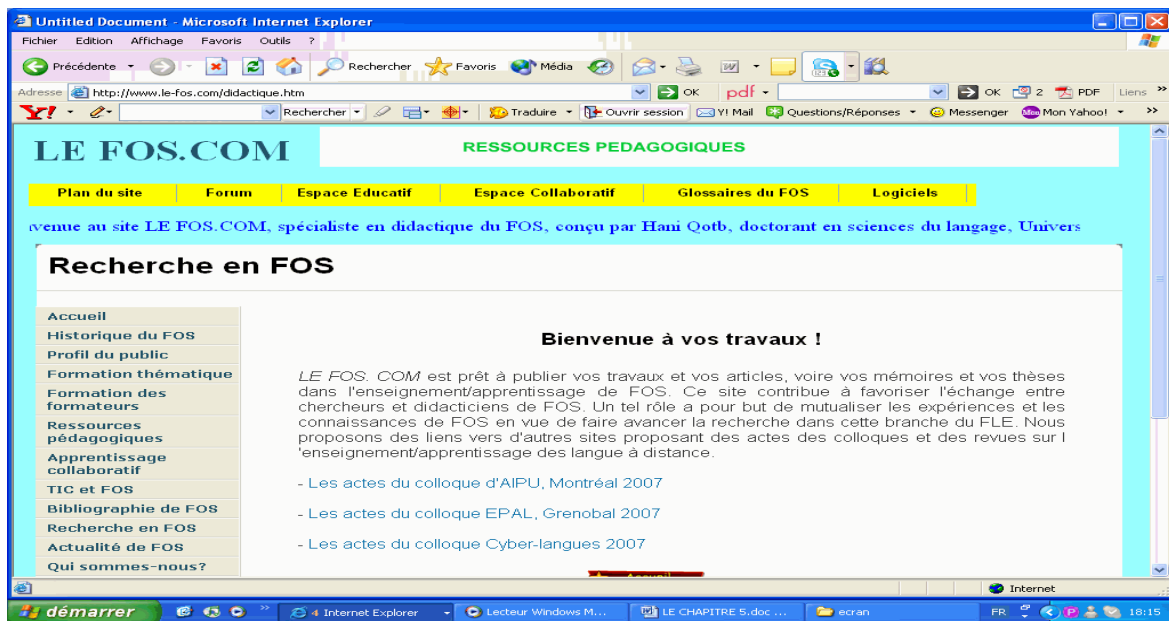 Untitled Document - Microsoft Internet Explorer
Fichier Edition Affichage Favoris Outils ?
Précédente Rechercher Favoris Média
Adresse http://www.le-fos.com/didactique.htm OK pdf OK 2 PDF Liens »
Y! Rechercher Traduire Ouvrir session Y! Mail Questions/Réponses Messenger Mon Yahoo! »
LE FOS.COM RESSOURCES PEDAGOGIQUES
Plan du site Forum Espace Educatif Espace Collaboratif Glossaires du FOS Logiciels
venue au site LE FOS.COM, spécialiste en didactique du FOS, conçu par Hani Qotb, doctorant en sciences du langage, Univers
Recherche en FOS
Accueil
Historique du FOS
Profil du public
Formation thématique
Formation des
formateurs
Ressources
pédagogiques
Apprentissage
collaboratif
TIC et FOS
Bibliographie de FOS
Recherche en FOS
Actualité de FOS
Qui sommes-nous?
Bienvenue à vos travaux !
LE FOS. COM est prêt à publier vos travaux et vos articles, voire vos mémoires et vos thèses
dans l'enseignement/apprentissage de FOS. Ce site contribue à favoriser l'échange entre
chercheurs et didacticiens de FOS. Un tel rôle a pour but de mutualiser les expériences et les
connaissances de FOS en vue de faire avancer la recherche dans cette branche du FLE. Nous
proposons des liens vers d'autres sites proposant des actes des colloques et des revues sur l
'enseignement/apprentissage des langue à distance.
- Les actes du colloque d'AIPU, Montréal 2007
- Les actes du colloque EPAL, Grenobal 2007
- Les actes du colloque Cyber-langues 2007
Internet
démarrer » 4 Internet Explorer Lecteur Windows M... LE CHAPITRE 5.doc ... ecran FR 18:15